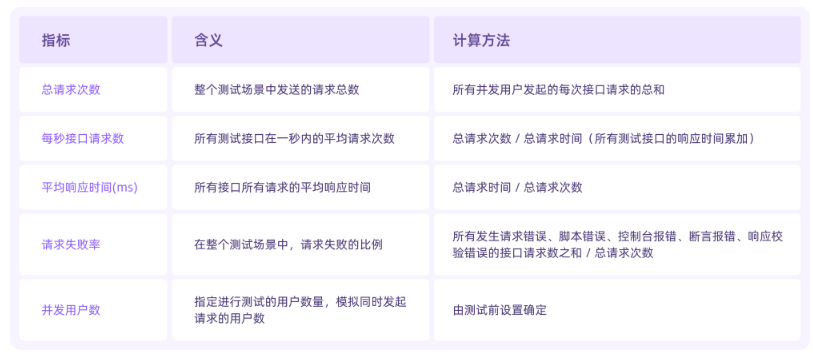 指标
含义
计算方法
总请求次数
整个测试场景中发送的请求总数
所有并发用户发起的每次接口请求的总和
每秒接口请求数
所有测试接口在一秒内的平均请求次数
总请求次数 / 总请求时间（所有测试接口的响应时间累加）
平均响应时间(ms)
所有接口所有请求的平均响应时间
总请求时间 / 总请求次数
请求失败率
在整个测试场景中，请求失败的比例
所有发生请求错误、脚本错误、控制台报错、断言报错、响应校
验错误的接口请求数之和 / 总请求次数
并发用户数
指定进行测试的用户数量，模拟同时发起
请求的用户数
由测试前设置确定